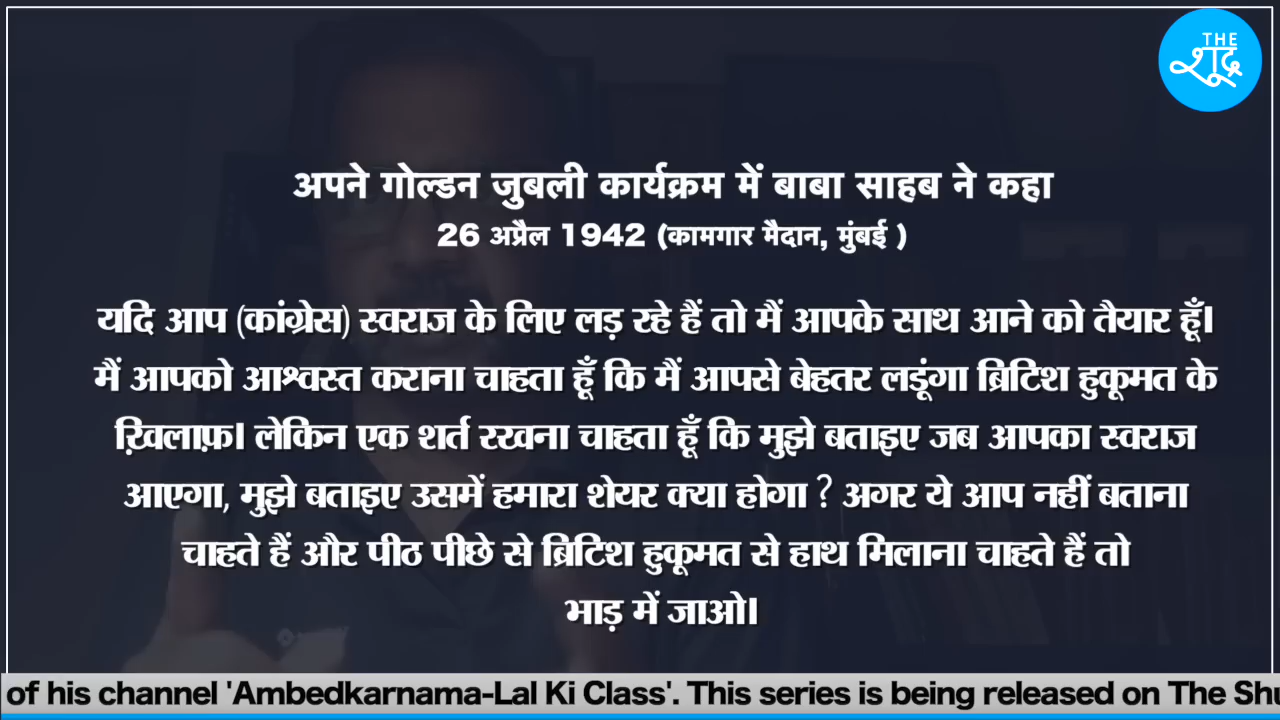 THE
शूद्र
अपने गोल्डन जुबली कार्यक्रम में बाबा साहब ने कहा
26 अप्रैल 1942 (कामगार मैदान, मुंबई )
यदि आप (कांग्रेस) स्वराज के लिए लड़ रहे हैं तो मैं आपके साथ आने को तैयार हूँ।
मैं आपको आश्वस्त कराना चाहता हूँ कि मैं आपसे बेहतर लडूंगा ब्रिटिश हुकूमत के
ख़िलाफ़। लेकिन एक शर्त रखना चाहता हूँ कि मुझे बताइए जब आपका स्वराज
आएगा, मुझे बताइए उसमें हमारा शेयर क्या होगा ? अगर ये आप नहीं बताना
चाहते हैं और पीठ पीछे से ब्रिटिश हुकूमत से हाथ मिलाना चाहते हैं तो
भाड़ में जाओ।
of his channel 'Ambedkarnama-Lal Ki Class'. This series is being released on The